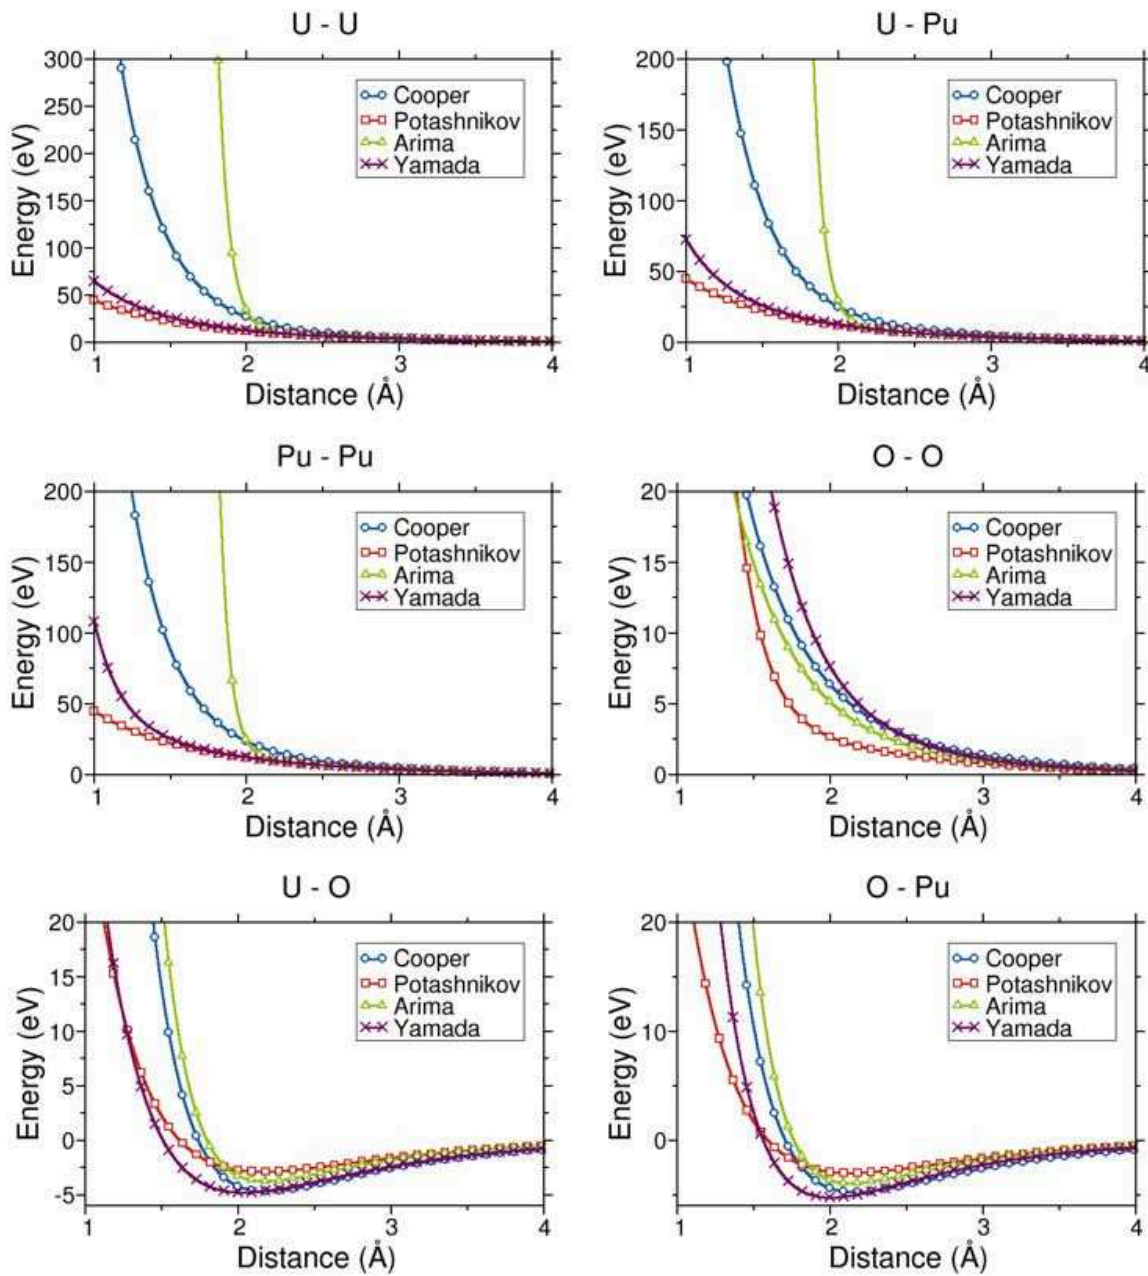 U - U
300
250
200
150
100
50
0
Energy (eV)
Cooper
Potashnikov
Arima
Yamada
1 2 3 4
Distance (Å)
U - Pu
200
150
100
50
0
Energy (eV)
Cooper
Potashnikov
Arima
Yamada
1 2 3 4
Distance (Å)
Pu - Pu
200
150
100
50
0
Energy (eV)
Cooper
Potashnikov
Arima
Yamada
1 2 3 4
Distance (Å)
O - O
20
15
10
5
0
Energy (eV)
Cooper
Potashnikov
Arima
Yamada
1 2 3 4
Distance (Å)
U - O
20
15
10
5
0
-5
Energy (eV)
Cooper
Potashnikov
Arima
Yamada
1 2 3 4
Distance (Å)
O - Pu
20
15
10
5
0
-5
Energy (eV)
Cooper
Potashnikov
Arima
Yamada
1 2 3 4
Distance (Å)